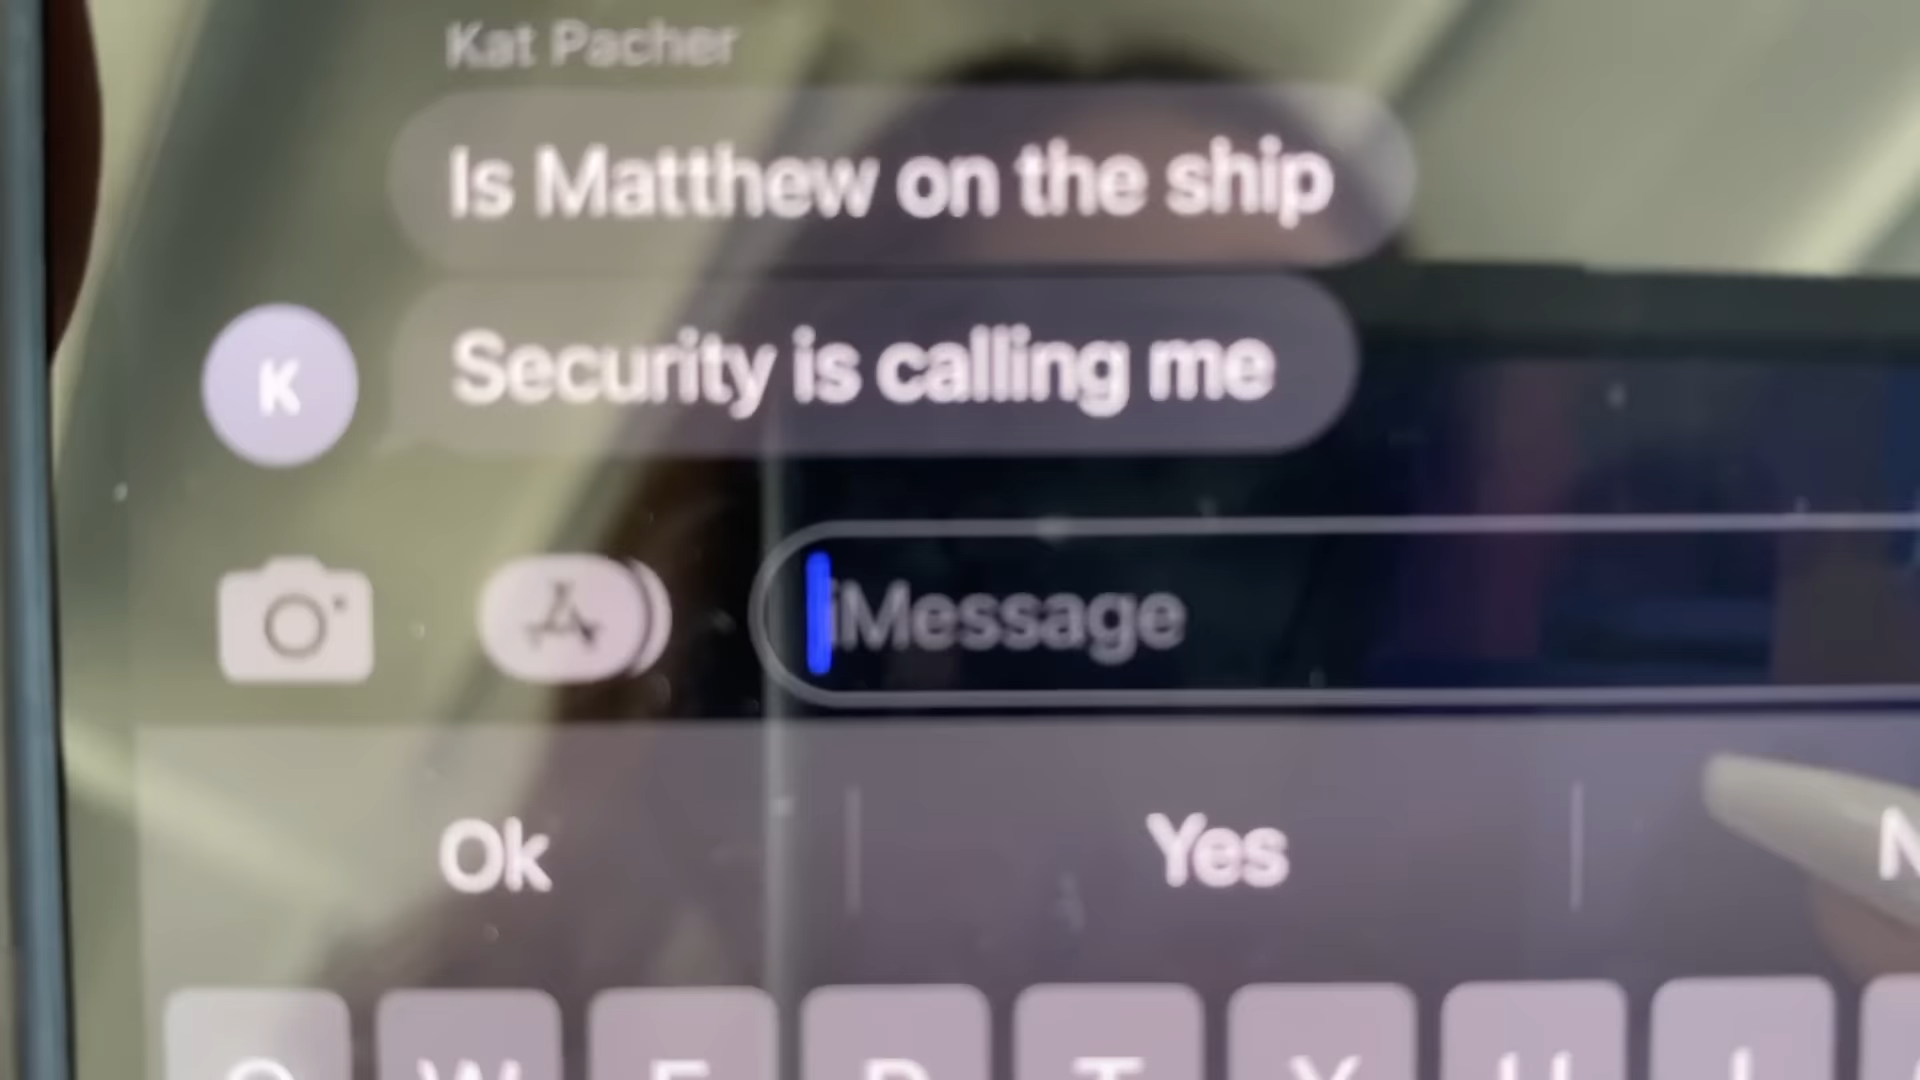 Kat Pacher
Is Matthew on the ship
Security is calling me
K
iMessage
Ok
Yes
W E R T Y U I